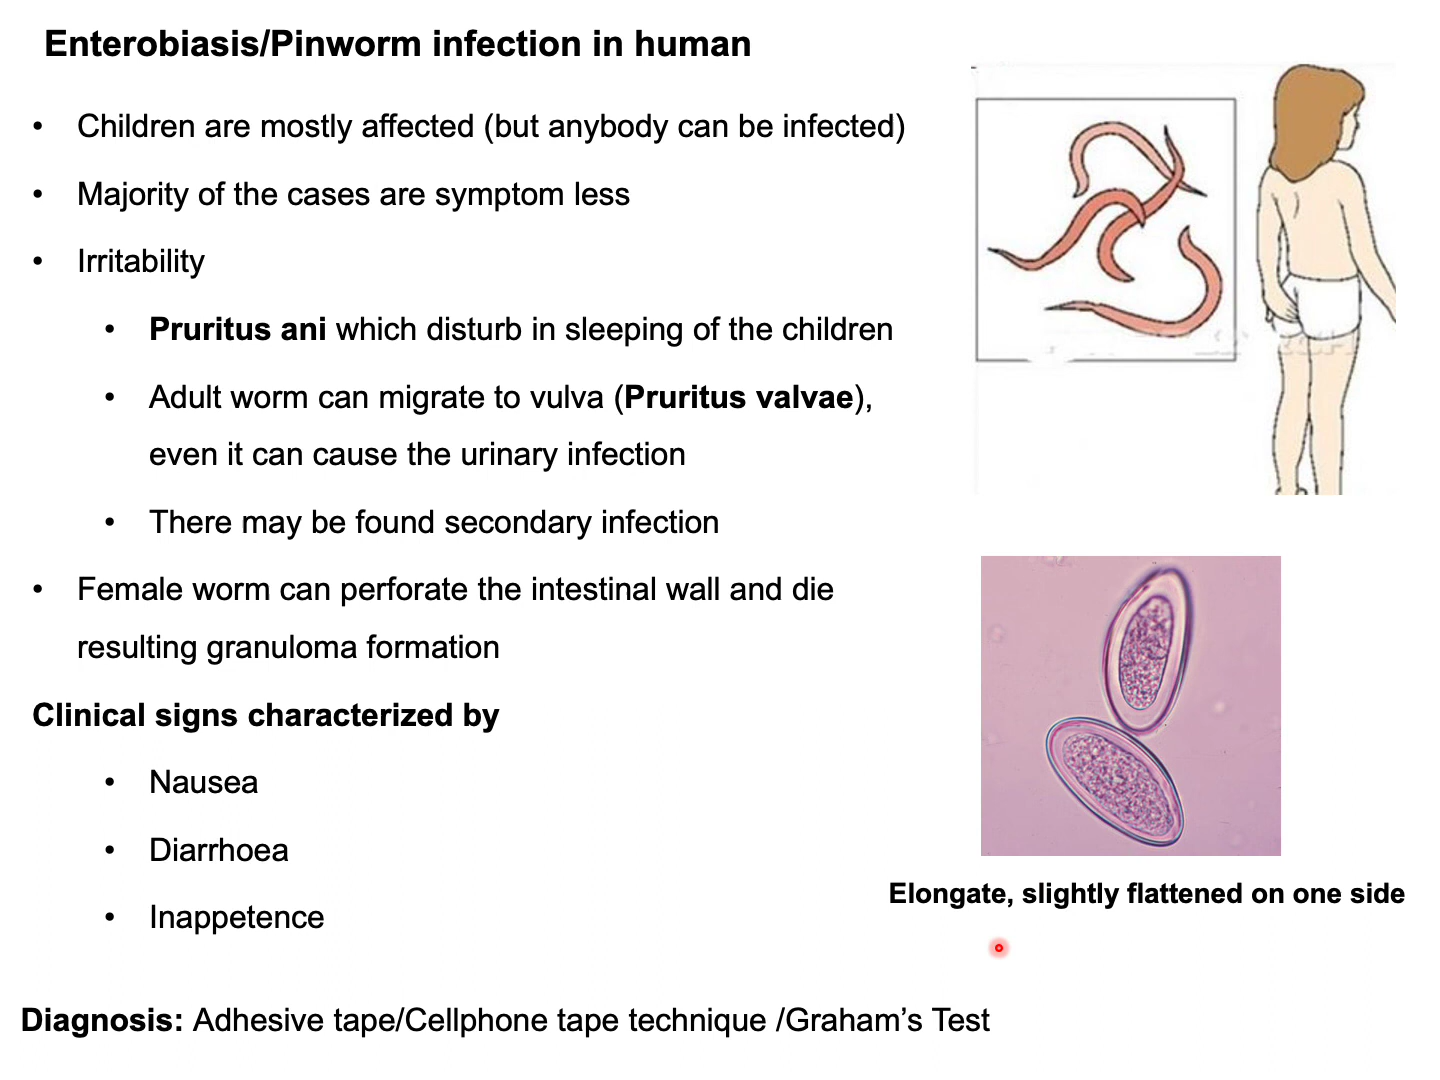 Enterobiasis/Pinworm infection in human
• Children are mostly affected (but anybody can be infected)
• Majority of the cases are symptom less
• Irritability
• Pruritus ani which disturb in sleeping of the children
• Adult worm can migrate to vulva (Pruritus valvae),
even it can cause the urinary infection
• There may be found secondary infection
• Female worm can perforate the intestinal wall and die
resulting granuloma formation
Clinical signs characterized by
• Nausea
• Diarrhoea
• Inappetence
Elongate, slightly flattened on one side
Diagnosis: Adhesive tape/Cellphone tape technique /Graham’s Test